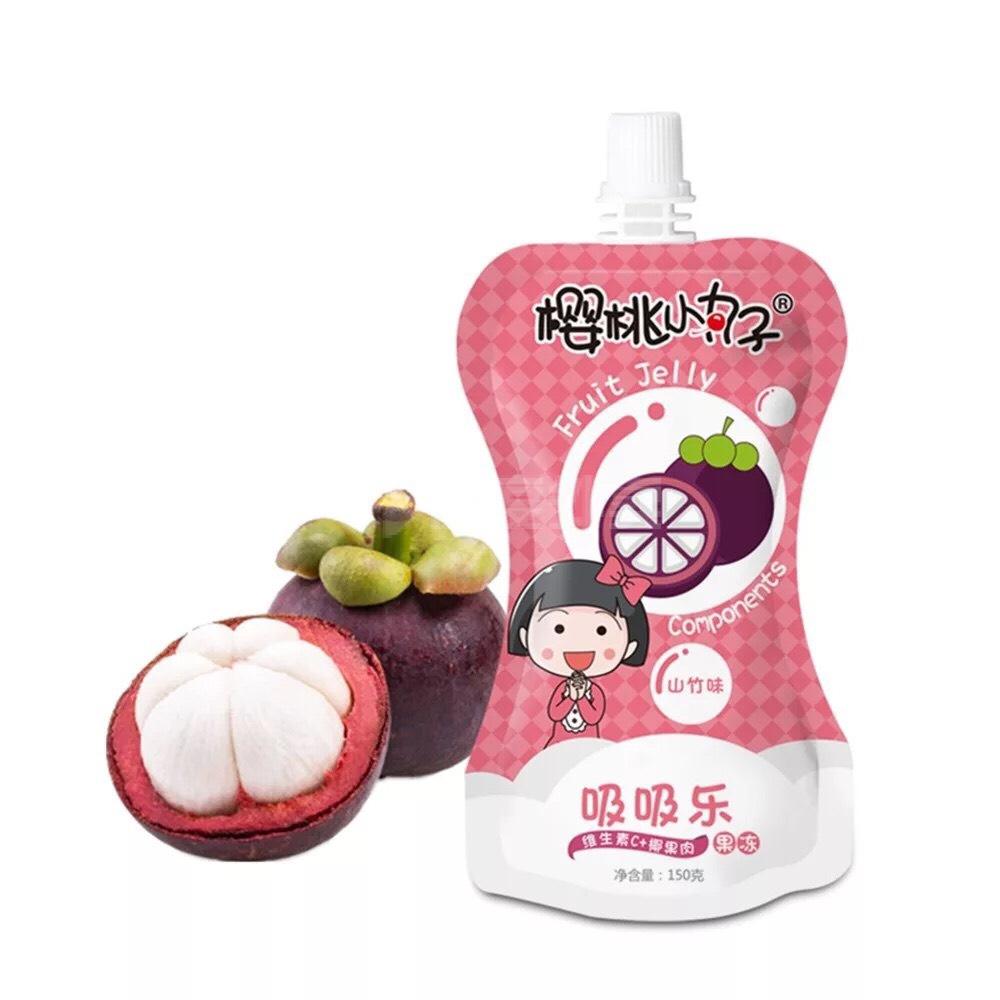 樱桃小丸子®
Fruit Jelly
Components
山竹味
吸吸乐
维生素C+椰果肉 果冻
净含量：150克